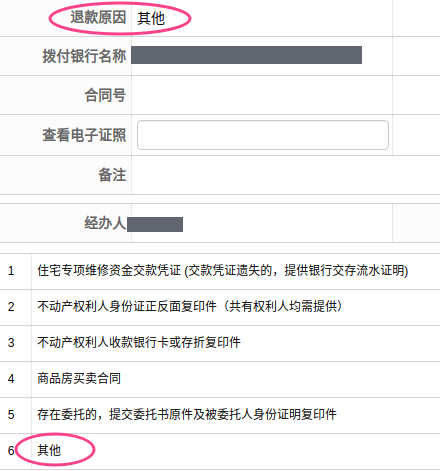 退款原因 其他
拨付银行名称
合同号
查看电子证照
备注
经办人
1 住宅专项维修资金交款凭证 (交款凭证遗失的，提供银行交存流水证明)
2 不动产权利人身份证正反面复印件（共有权利人均需提供）
3 不动产权利人收款银行卡或存折复印件
4 商品房买卖合同
5 存在委托的，提交委托书原件及被委托人身份证明复印件
6 其他